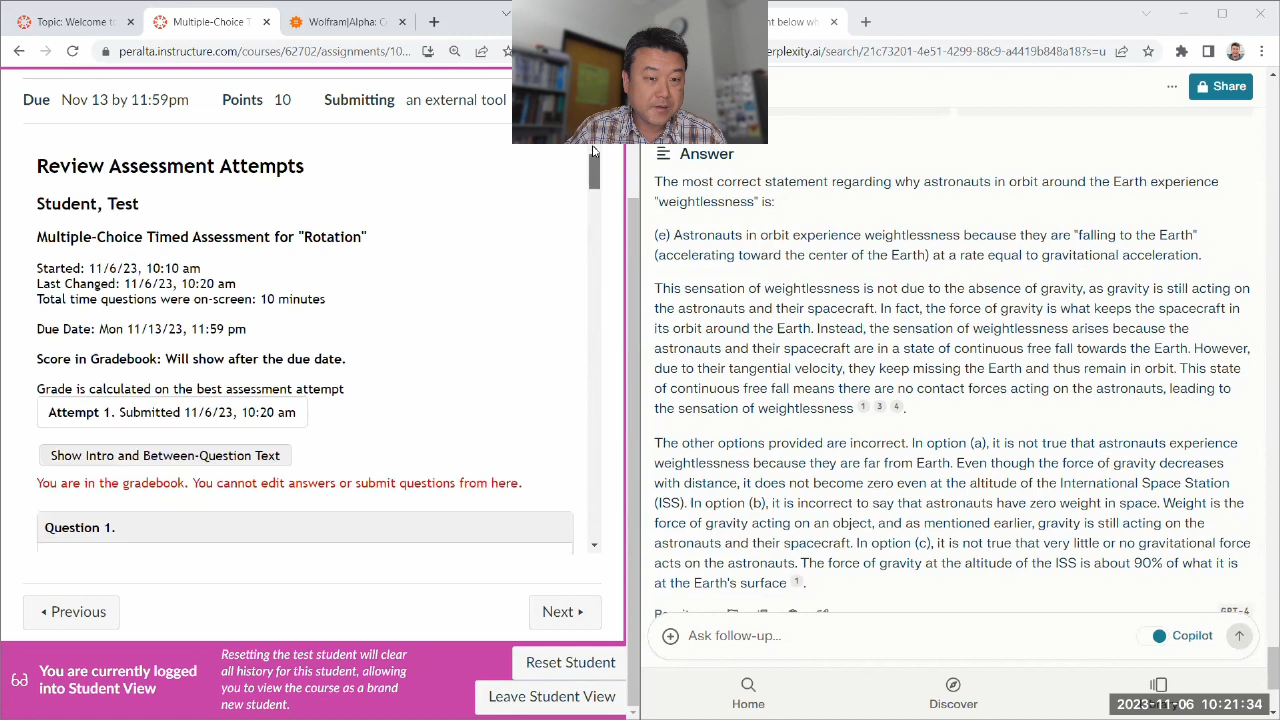 Topic: Welcome to
Multiple-Choice T
Wolfram|Alpha: C
nt below wh
peralta.instructure.com/courses/62702/assignments/10...
erplexity.ai/search/21c73201-4e51-4299-88c9-a4419b848a18?s=u
Due Nov 13 by 11:59pm Points 10 Submitting an external tool
Review Assessment Attempts
Student, Test
Multiple-Choice Timed Assessment for "Rotation"
Started: 11/6/23, 10:10 am
Last Changed: 11/6/23, 10:20 am
Total time questions were on-screen: 10 minutes
Due Date: Mon 11/13/23, 11:59 pm
Score in Gradebook: Will show after the due date.
Grade is calculated on the best assessment attempt
Attempt 1. Submitted 11/6/23, 10:20 am
Show Intro and Between-Question Text
You are in the gradebook. You cannot edit answers or submit questions from here.
Question 1.
Previous
Next
You are currently logged
into Student View
Resetting the test student will clear
all history for this student, allowing
you to view the course as a brand
new student.
Reset Student
Leave Student View
Share
Answer
The most correct statement regarding why astronauts in orbit around the Earth experience
"weightlessness" is:
(e) Astronauts in orbit experience weightlessness because they are "falling to the Earth"
(accelerating toward the center of the Earth) at a rate equal to gravitational acceleration.
This sensation of weightlessness is not due to the absence of gravity, as gravity is still acting on
the astronauts and their spacecraft. In fact, the force of gravity is what keeps the spacecraft in
its orbit around the Earth. Instead, the sensation of weightlessness arises because the
astronauts and their spacecraft are in a state of continuous free fall towards the Earth. However,
due to their tangential velocity, they keep missing the Earth and thus remain in orbit. This state
of continuous free fall means there are no contact forces acting on the astronauts, leading to
the sensation of weightlessness 1 3 4 .
The other options provided are incorrect. In option (a), it is not true that astronauts experience
weightlessness because they are far from Earth. Even though the force of gravity decreases
with distance, it does not become zero even at the altitude of the International Space Station
(ISS). In option (b), it is incorrect to say that astronauts have zero weight in space. Weight is the
force of gravity acting on an object, and as mentioned earlier, gravity is still acting on the
astronauts and their spacecraft. In option (c), it is not true that very little or no gravitational force
acts on the astronauts. The force of gravity at the altitude of the ISS is about 90% of what it is
at the Earth's surface 1 .
GPT-4
Ask follow-up...
Copilot
Home
Discover
2023-11-06 10:21:34